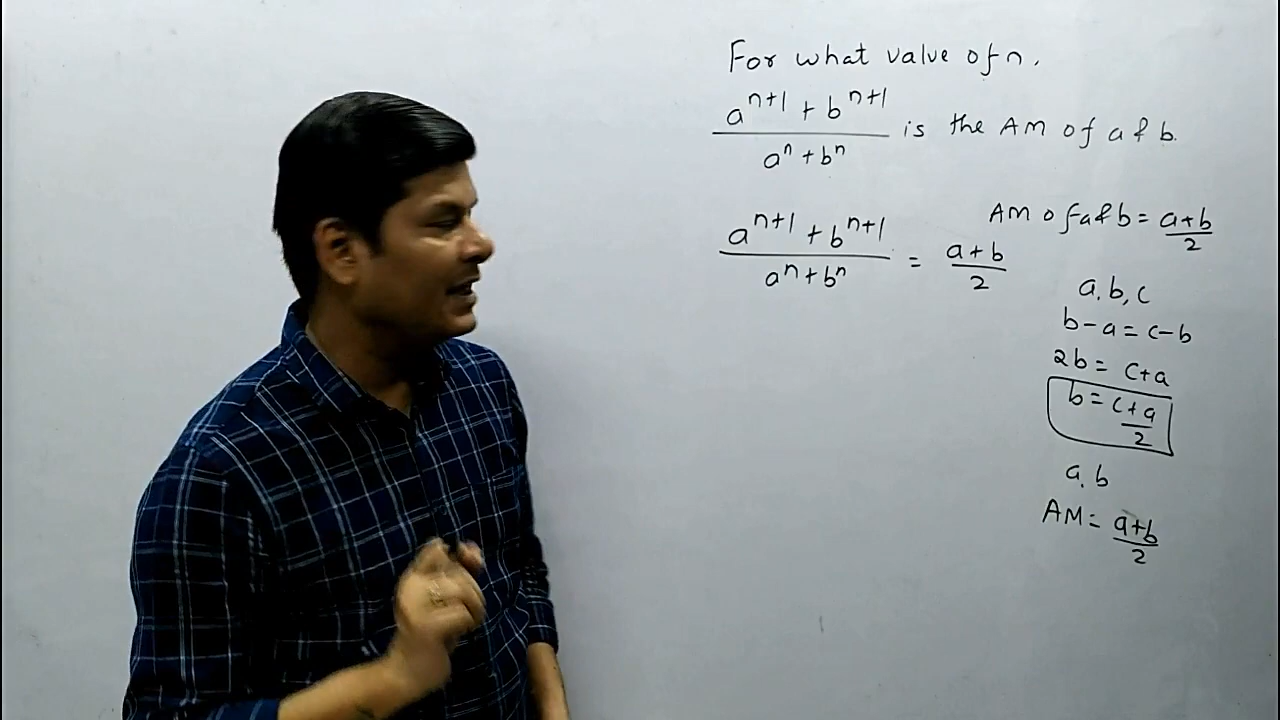 For what value of n,
a^{n+1} + b^{n+1} / a^n + b^n is the AM of a & b.
a^{n+1} + b^{n+1} / a^n + b^n = a+b / 2
AM of a & b = a+b / 2
a, b, c
b-a = c-b
2b = c+a
b = c+a / 2
a, b
AM = a+b / 2